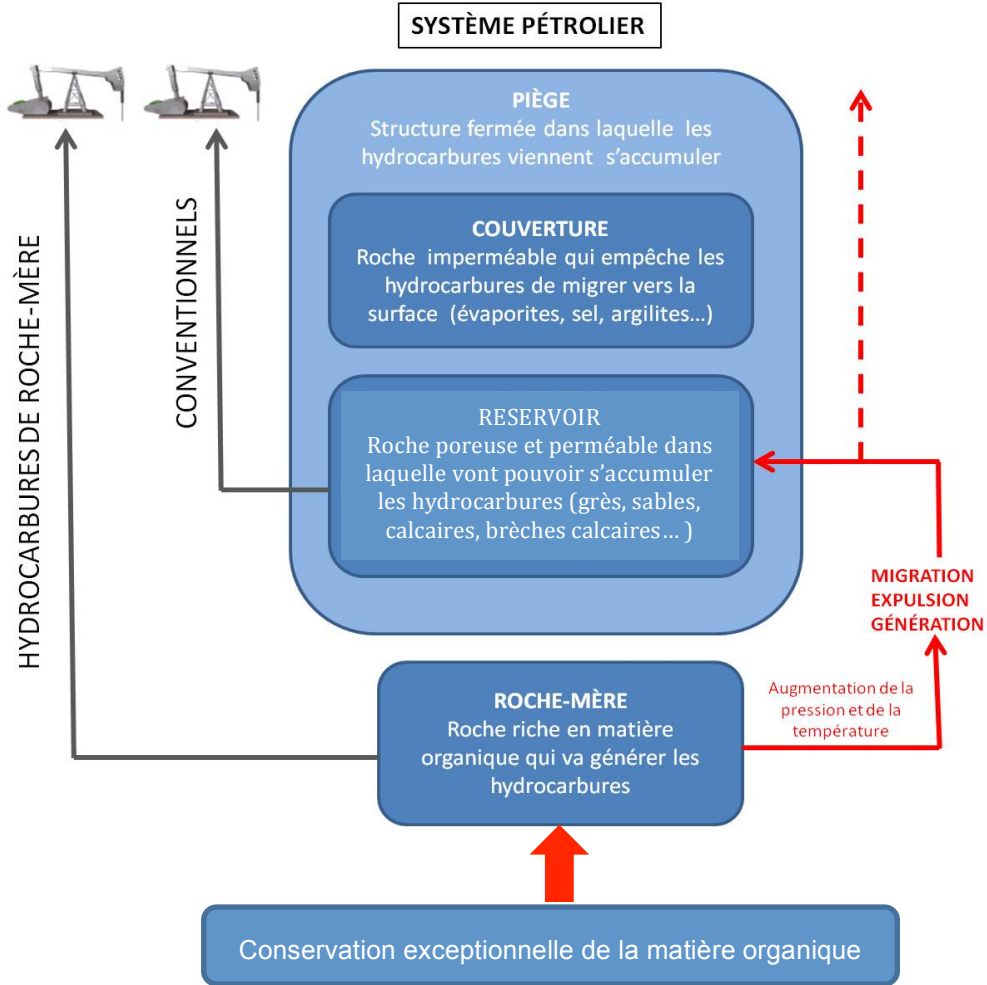 SYSTÈME PÉTROLIER
PIÈGE
Structure fermée dans laquelle les
hydrocarbures viennent s'accumuler
COUVERTURE
Roche imperméable qui empêche les
hydrocarbures de migrer vers la
surface (évaporites, sel, argilites...)
RESERVOIR
Roche poreuse et perméable dans
laquelle vont pouvoir s'accumuler
les hydrocarbures (grès, sables,
calcaires, brèches calcaires... )
HYDROCARBURES DE ROCHE-MÈRE
CONVENTIONNELS
MIGRATION
EXPULSION
GÉNÉRATION
Augmentation de la
pression et de la
température
ROCHE-MÈRE
Roche riche en matière
organique qui va générer les
hydrocarbures
Conservation exceptionnelle de la matière organique